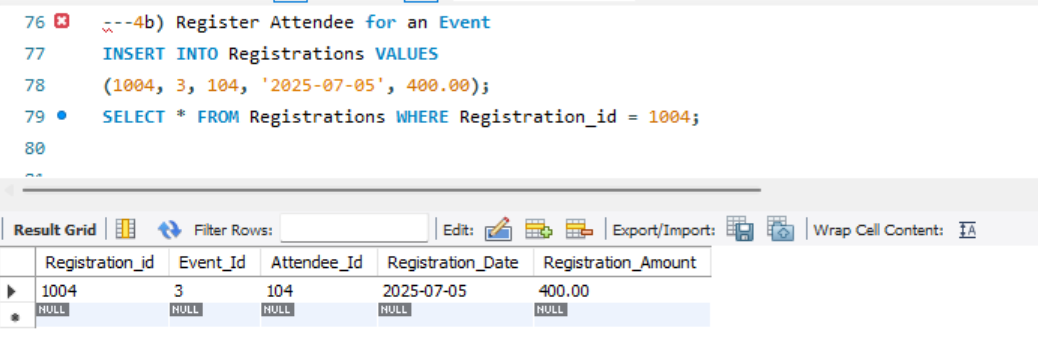 76 ---4b) Register Attendee for an Event
77 INSERT INTO Registrations VALUES
78 (1004, 3, 104, '2025-07-05', 400.00);
79 SELECT * FROM Registrations WHERE Registration_id = 1004;
80
Result Grid Filter Rows: Edit: Export/Import: Wrap Cell Content:
Registration_id Event_Id Attendee_Id Registration_Date Registration_Amount
1004 3 104 2025-07-05 400.00
NULL NULL NULL NULL NULL